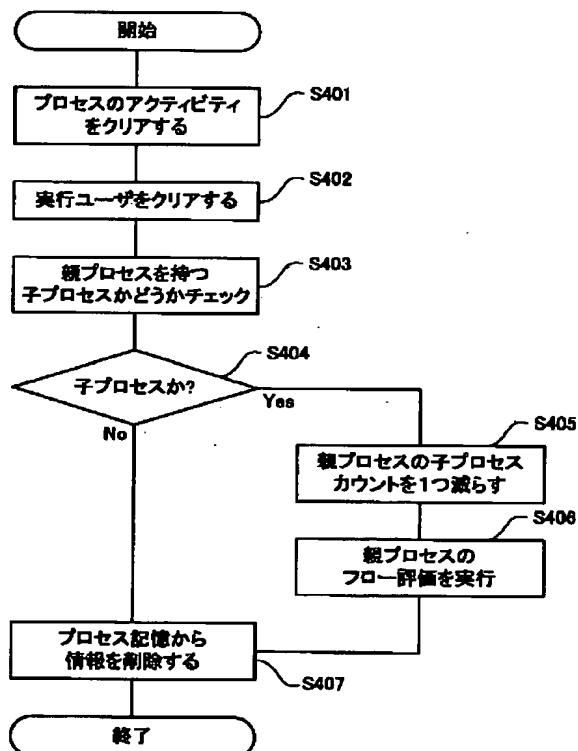 開始
プロセスのアクティビティ
をクリアする
S401
実行ユーザをクリアする
S402
親プロセスを持つ
子プロセスかどうかチェック
S403
子プロセスか?
S404
Yes
No
親プロセスの子プロセス
カウントを1つ減らす
S405
親プロセスの
フロー評価を実行
S406
プロセス記憶から
情報を削除する
S407
終了